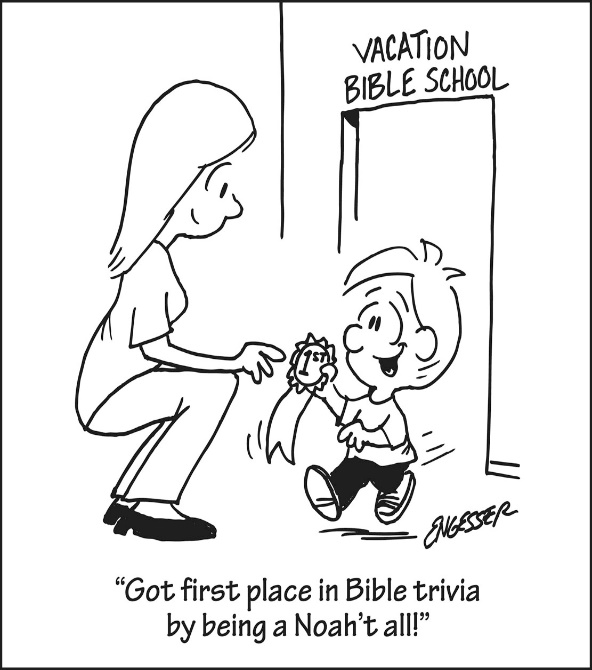 VACATION
BIBLE SCHOOL
1ST
ENGESSER
“Got first place in Bible trivia
by being a Noah’t all!”